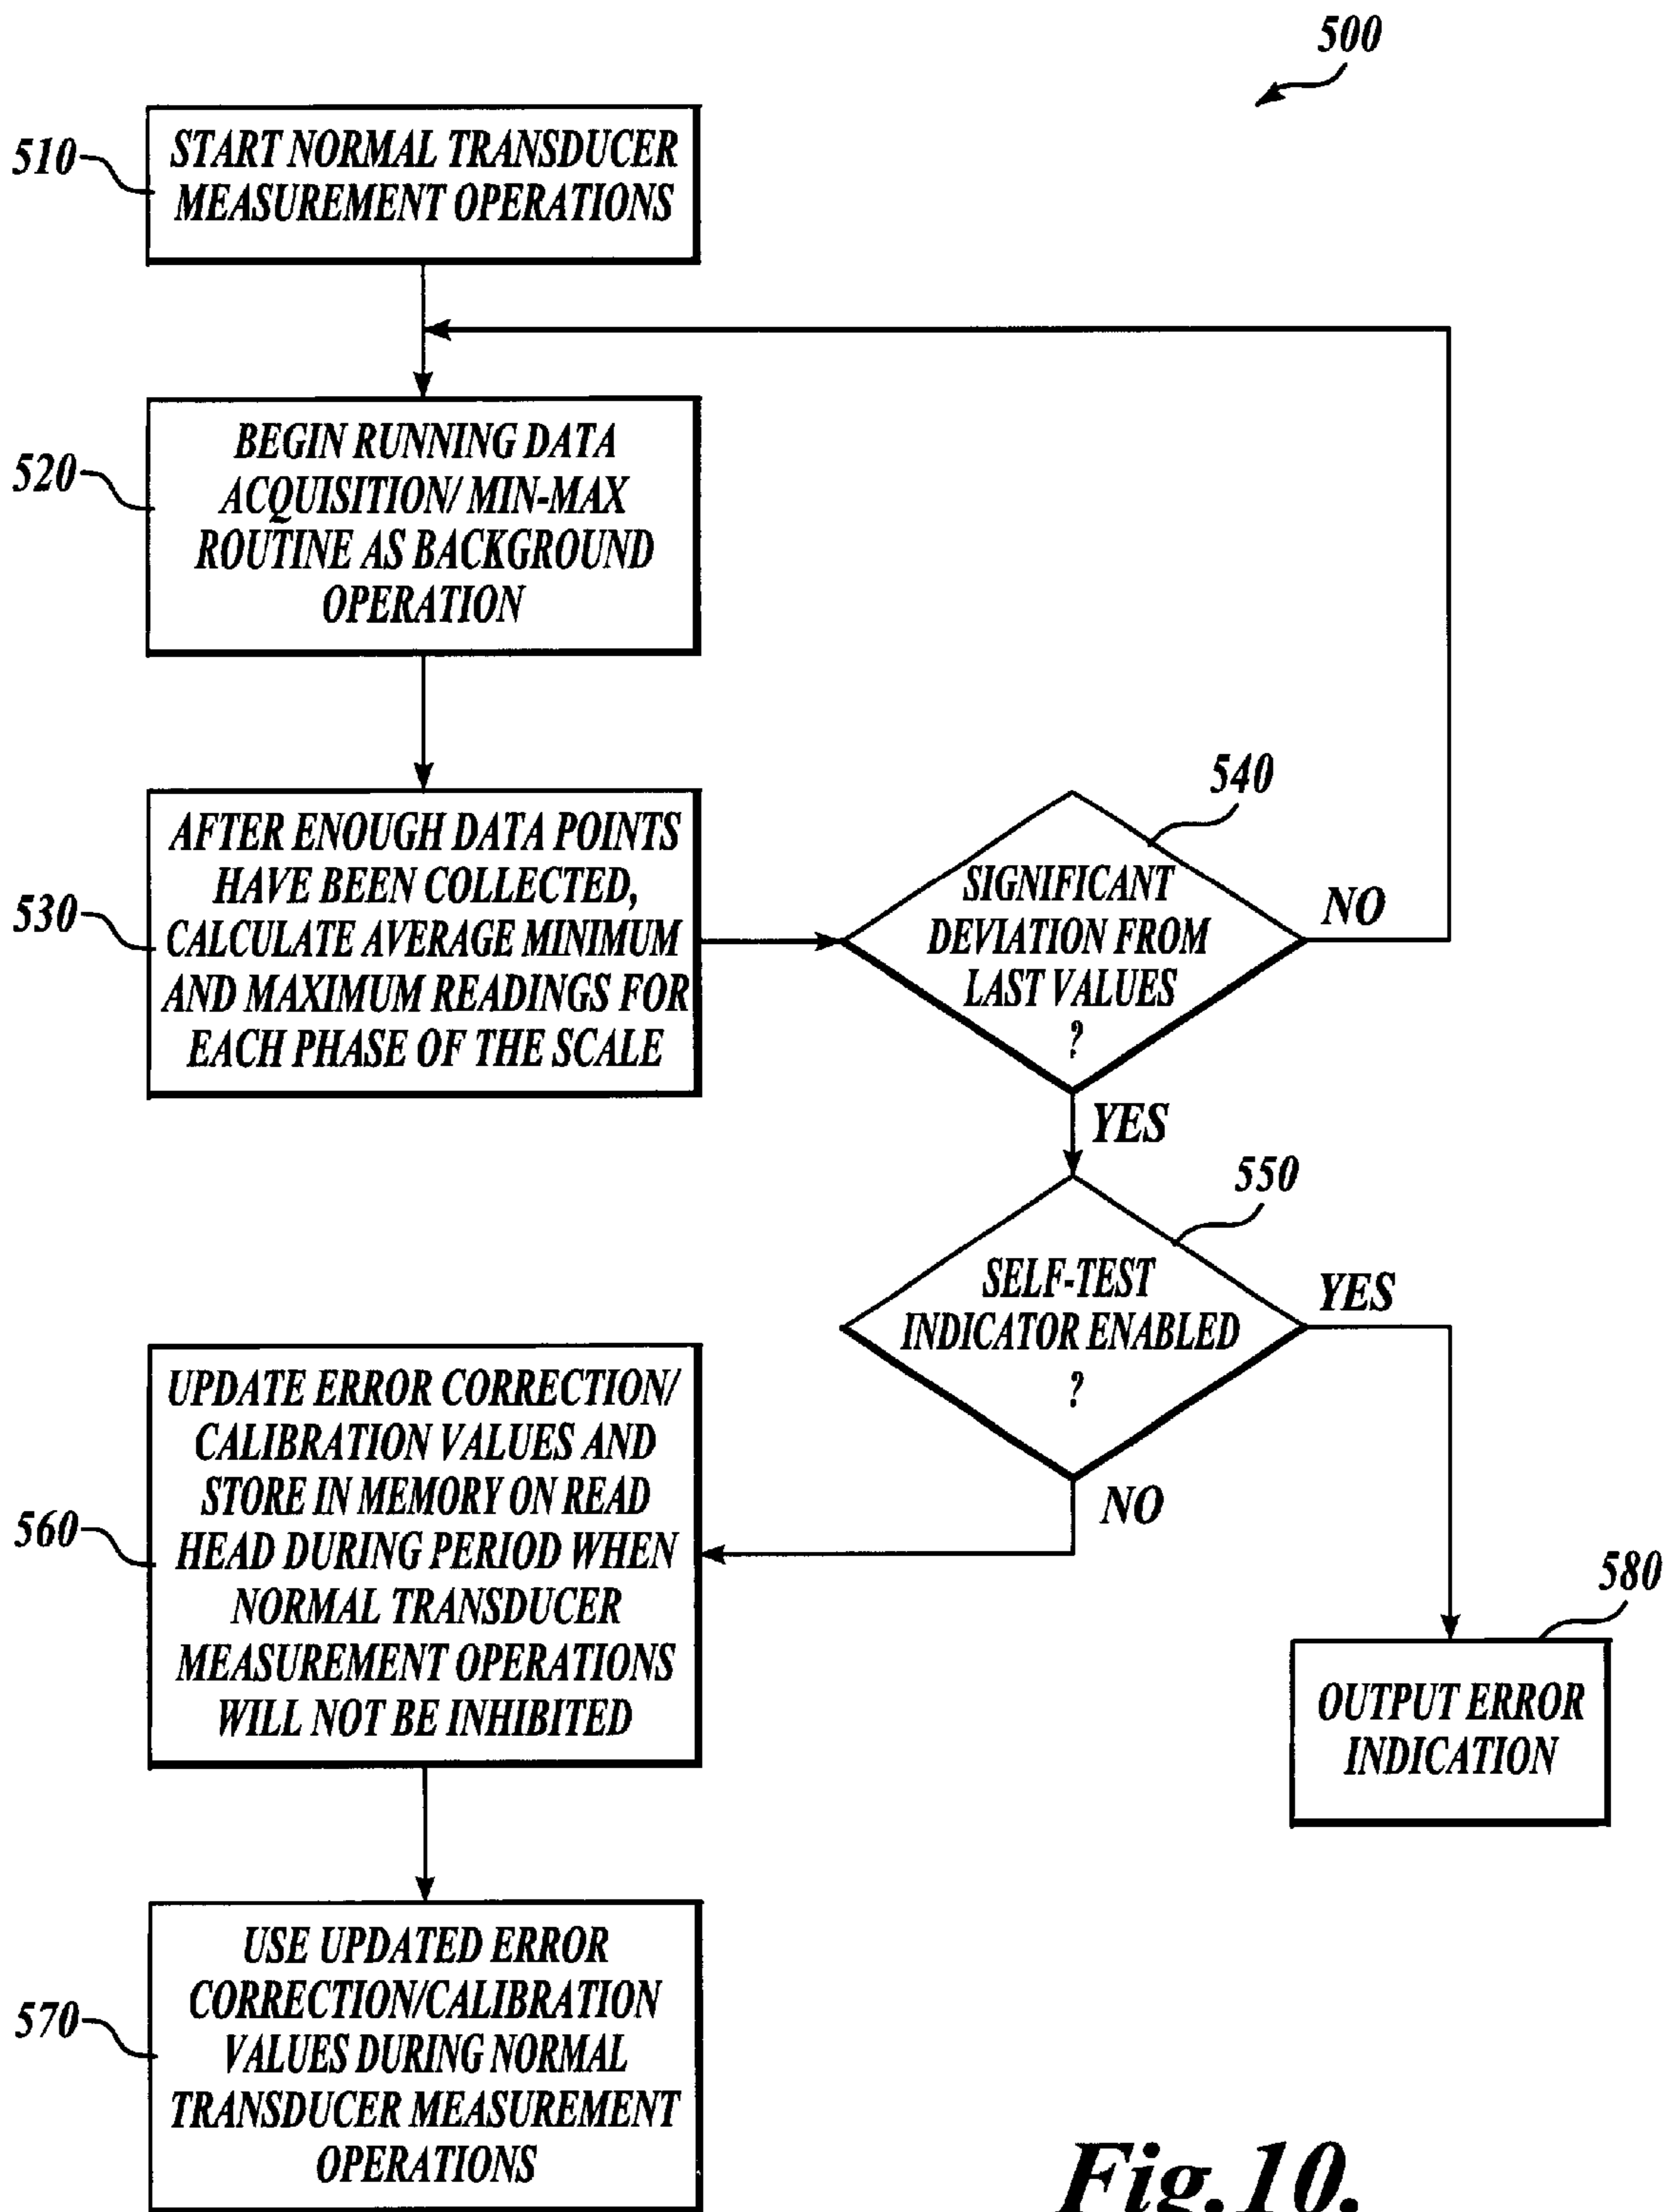 500
510
START NORMAL TRANSDUCER
MEASUREMENT OPERATIONS
520
BEGIN RUNNING DATA
ACQUISITION/ MIN-MAX
ROUTINE AS BACKGROUND
OPERATION
530
AFTER ENOUGH DATA POINTS
HAVE BEEN COLLECTED,
CALCULATE AVERAGE MINIMUM
AND MAXIMUM READINGS FOR
EACH PHASE OF THE SCALE
540
SIGNIFICANT
DEVIATION FROM
LAST VALUES
?
NO
YES
550
SELF-TEST
INDICATOR ENABLED
?
YES
NO
560
UPDATE ERROR CORRECTION/
CALIBRATION VALUES AND
STORE IN MEMORY ON READ
HEAD DURING PERIOD WHEN
NORMAL TRANSDUCER
MEASUREMENT OPERATIONS
WILL NOT BE INHIBITED
580
OUTPUT ERROR
INDICATION
570
USE UPDATED ERROR
CORRECTION/CALIBRATION
VALUES DURING NORMAL
TRANSDUCER MEASUREMENT
OPERATIONS
Fig.10.